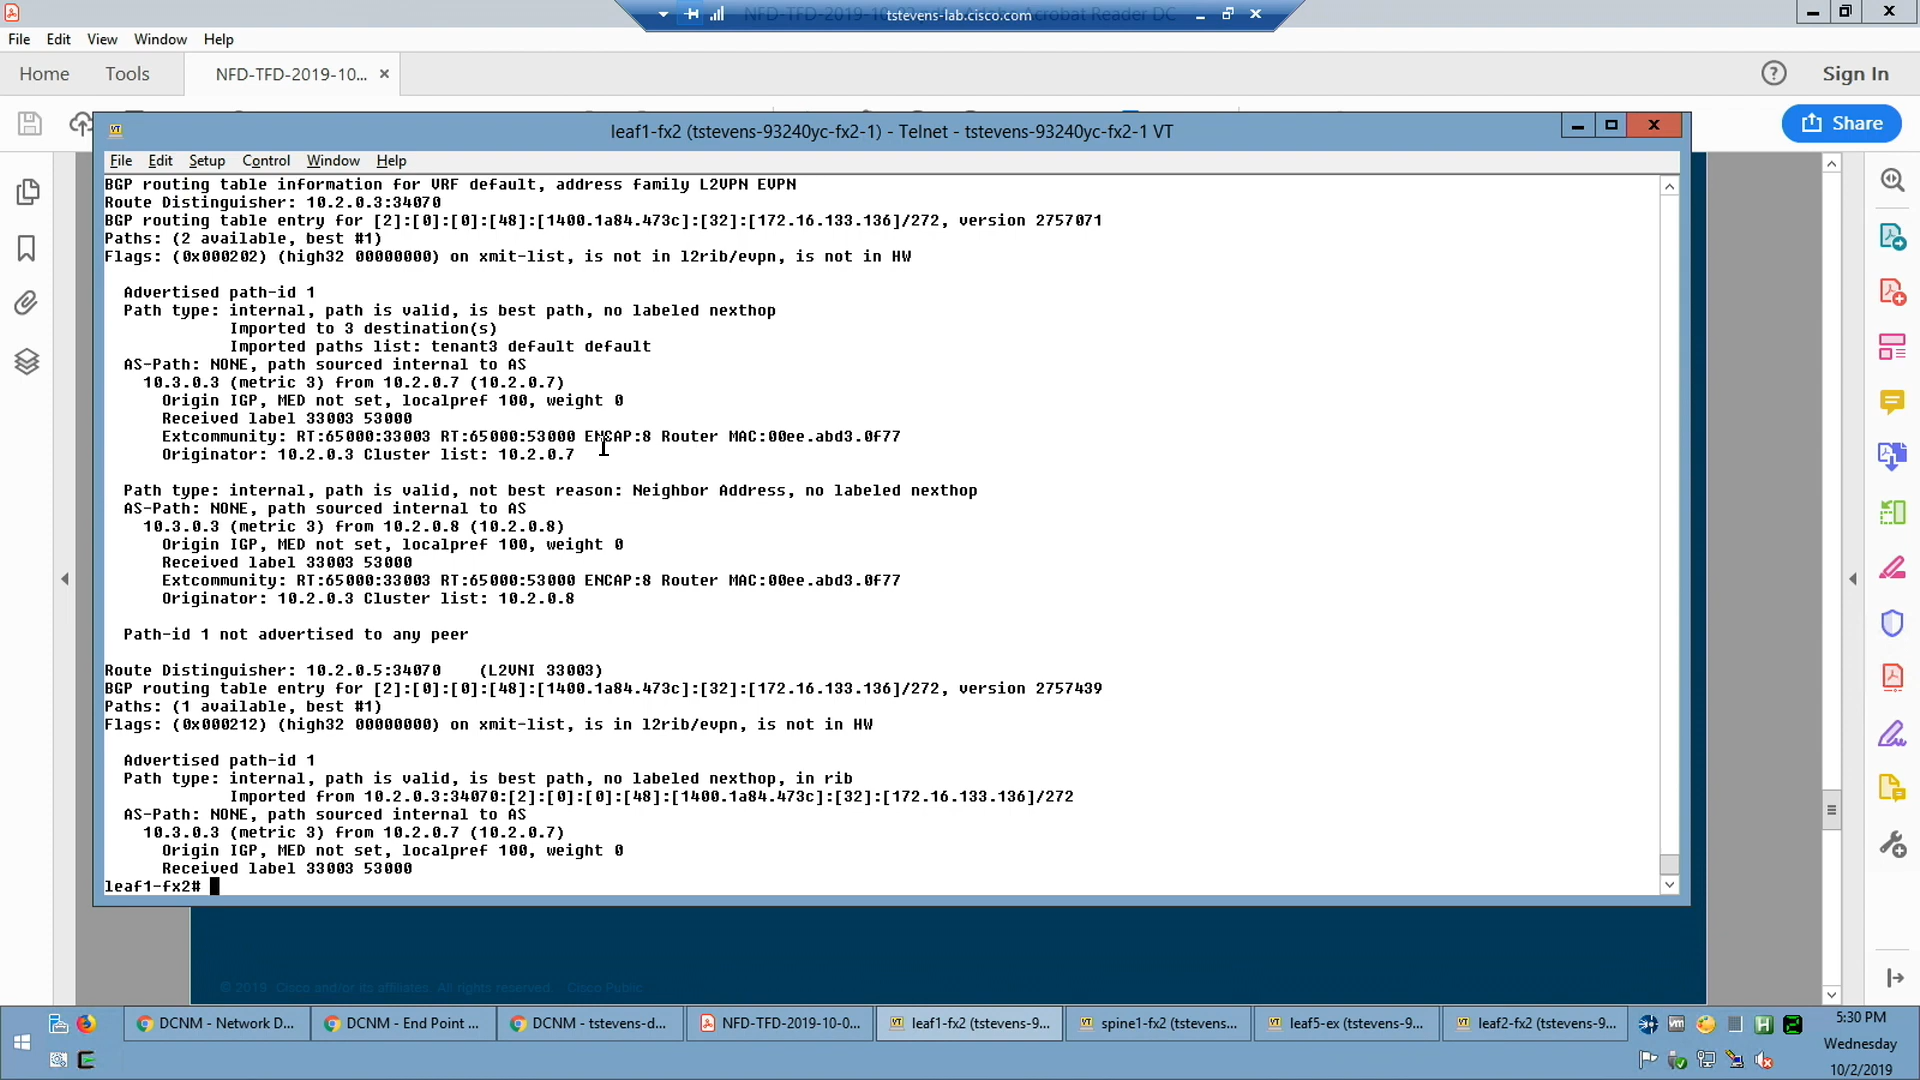 NFD-TFD-2019-10- Acrobat Reader DC
tstevens-lab.cisco.com
File Edit View Window Help
Home Tools NFD-TFD-2019-10... Sign In
Share
leaf1-fx2 (tstevens-93240yc-fx2-1) - Telnet - tstevens-93240yc-fx2-1 VT
File Edit Setup Control Window Help
BGP routing table information for VRF default, address family L2VPN EVPN
Route Distinguisher: 10.2.0.3:34070
BGP routing table entry for [2]:[0]:[0]:[48]:[1400.1a84.473c]:[32]:[172.16.133.136]/272, version 2757071
Paths: (2 available, best #1)
Flags: (0x000202) (high32 00000000) on xmit-list, is not in l2rib/evpn, is not in HW
Advertised path-id 1
Path type: internal, path is valid, is best path, no labeled nexthop
Imported to 3 destination(s)
Imported paths list: tenant3 default default
AS-Path: NONE, path sourced internal to AS
10.3.0.3 (metric 3) from 10.2.0.7 (10.2.0.7)
Origin IGP, MED not set, localpref 100, weight 0
Received label 33003 53000
Extcommunity: RT:65000:33003 RT:65000:53000 ENCAP:8 Router MAC:00ee.abd3.0f77
Originator: 10.2.0.3 Cluster list: 10.2.0.7
Path type: internal, path is valid, not best reason: Neighbor Address, no labeled nexthop
AS-Path: NONE, path sourced internal to AS
10.3.0.3 (metric 3) from 10.2.0.8 (10.2.0.8)
Origin IGP, MED not set, localpref 100, weight 0
Received label 33003 53000
Extcommunity: RT:65000:33003 RT:65000:53000 ENCAP:8 Router MAC:00ee.abd3.0f77
Originator: 10.2.0.3 Cluster list: 10.2.0.8
Path-id 1 not advertised to any peer
Route Distinguisher: 10.2.0.5:34070 (L2VNI 33003)
BGP routing table entry for [2]:[0]:[0]:[48]:[1400.1a84.473c]:[32]:[172.16.133.136]/272, version 2757439
Paths: (1 available, best #1)
Flags: (0x000212) (high32 00000000) on xmit-list, is in l2rib/evpn, is not in HW
Advertised path-id 1
Path type: internal, path is valid, is best path, no labeled nexthop, in rib
Imported from 10.2.0.3:34070:[2]:[0]:[0]:[48]:[1400.1a84.473c]:[32]:[172.16.133.136]/272
AS-Path: NONE, path sourced internal to AS
10.3.0.3 (metric 3) from 10.2.0.7 (10.2.0.7)
Origin IGP, MED not set, localpref 100, weight 0
Received label 33003 53000
leaf1-fx2#
© 2019 Cisco and/or its affiliates. All rights reserved. Cisco Public
DCNM - Network D... DCNM - End Point ... DCNM - tstevens-d... NFD-TFD-2019-10-0... leaf1-fx2 (tstevens-9... spine1-fx2 (tstevens... leaf5-ex (tstevens-9... leaf2-fx2 (tstevens-9...
5:30 PM
Wednesday
10/2/2019